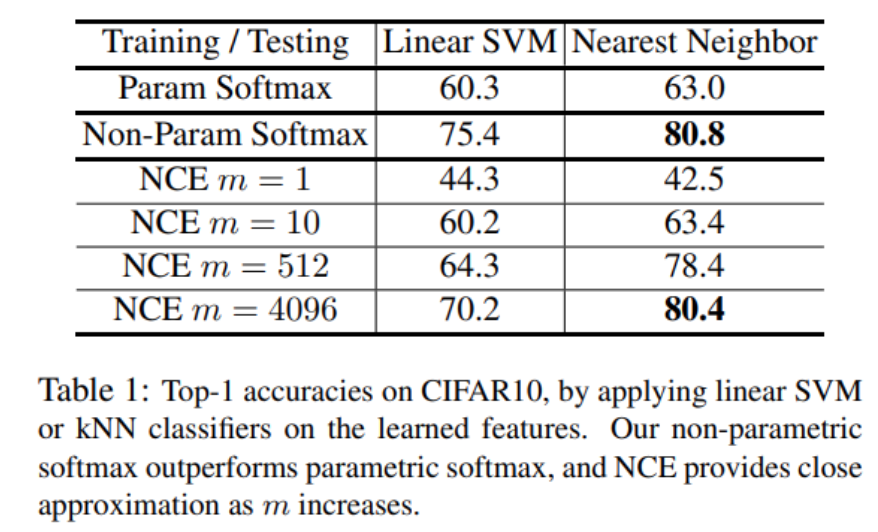 Training / Testing Linear SVM Nearest Neighbor
Param Softmax 60.3 63.0
Non-Param Softmax 75.4 80.8
NCE m = 1 44.3 42.5
NCE m = 10 60.2 63.4
NCE m = 512 64.3 78.4
NCE m = 4096 70.2 80.4
Table 1: Top-1 accuracies on CIFAR10, by applying linear SVM
or kNN classifiers on the learned features. Our non-parametric
softmax outperforms parametric softmax, and NCE provides close
approximation as m increases.